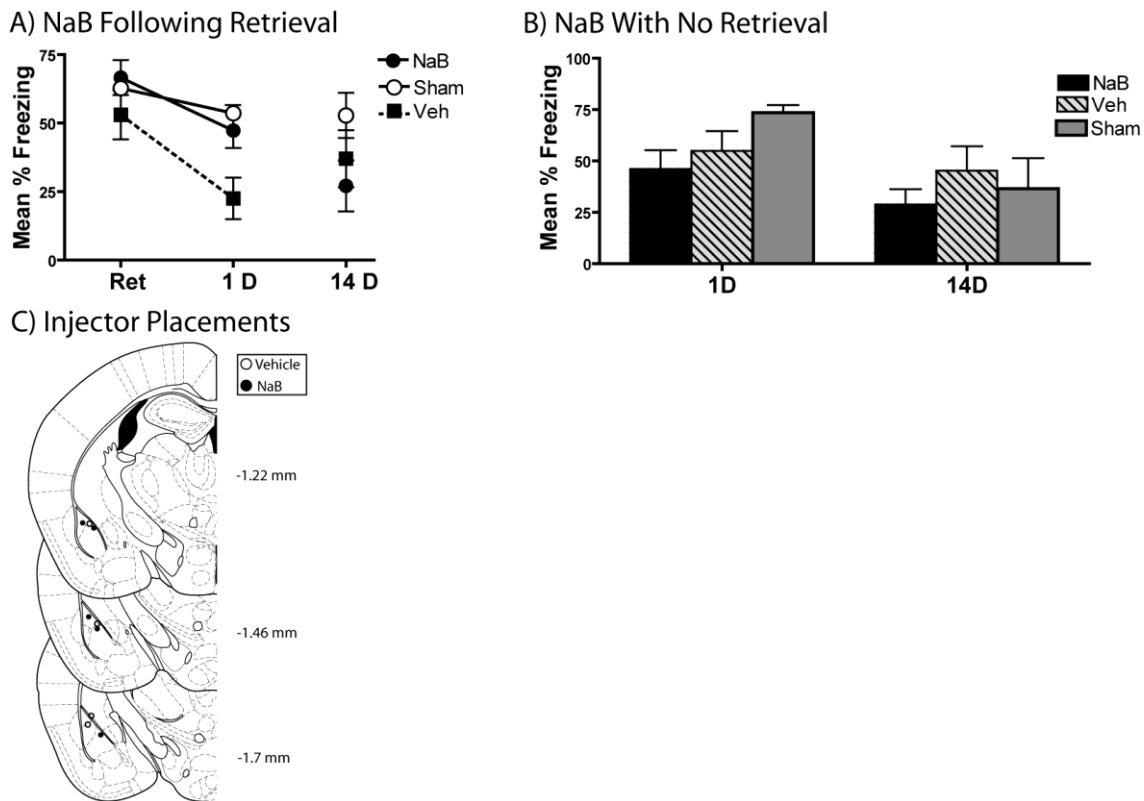 A) NaB Following Retrieval
Mean % Freezing
75
50
25
0
Ret 1 D 14 D
NaB
Sham
Veh
B) NaB With No Retrieval
Mean % Freezing
100
75
50
25
0
1D 14D
NaB
Veh
Sham
C) Injector Placements
Vehicle
NaB
-1.22 mm
-1.46 mm
-1.7 mm